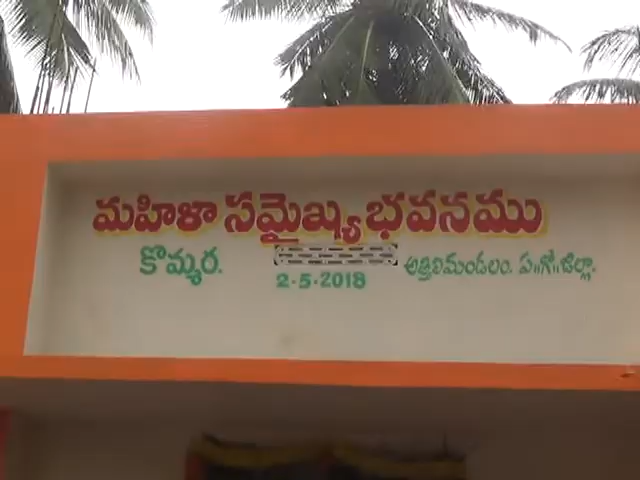 మహిళా సమైఖ్య భవనము
కొమ్మర.
2-5-2018
అత్తిలిమండలం. ప॥గో॥జిల్లా.